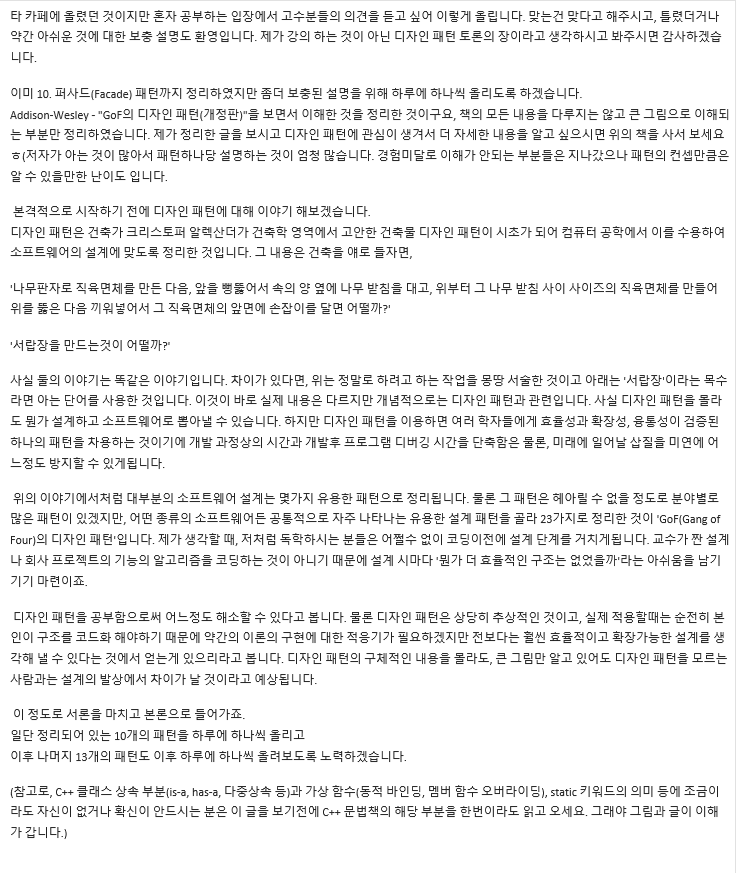 타 카페에 올렸던 것이지만 혼자 공부하는 입장에서 고수분들의 의견을 듣고 싶어 이렇게 올립니다. 맞는건 맞다고 해주시고, 틀렸더거나
약간 아쉬운 것에 대한 보충 설명도 환영입니다. 제가 강의 하는 것이 아닌 디자인 패턴 토론의 장이라고 생각하시고 봐주시면 감사하겠습
니다.
이미 10. 퍼사드(Facade) 패턴까지 정리하였지만 좀더 보충된 설명을 위해 하루에 하나씩 올리도록 하겠습니다.
Addison-Wesley - "GoF의 디자인 패턴(개정판)"을 보면서 이해한 것을 정리한 것이구요, 책의 모든 내용을 다루지는 않고 큰 그림으로 이해되
는 부분만 정리하였습니다. 제가 정리한 글을 보시고 디자인 패턴에 관심이 생겨서 더 자세한 내용을 알고 싶으시면 위의 책을 사서 보세요
ㅎ(저자가 아는 것이 많아서 패턴하나당 설명하는 것이 엄청 많습니다. 경험미달로 이해가 안되는 부분들은 지나갔으나 패턴의 컨셉만큼은
알 수 있을만한 난이도 입니다.
본격적으로 시작하기 전에 디자인 패턴에 대해 이야기 해보겠습니다.
디자인 패턴은 건축가 크리스토퍼 알렉산더가 건축학 영역에서 고안한 건축물 디자인 패턴이 시초가 되어 컴퓨터 공학에서 이를 수용하여
소프트웨어의 설계에 맞도록 정리한 것입니다. 그 내용은 건축을 얘로 들자면,
'나무판자로 직육면체를 만든 다음, 앞을 뻥뚫어서 속의 양 옆에 나무 받침을 대고, 위부터 그 나무 받침 사이 사이즈의 직육면체를 만들어
위를 뚫은 다음 끼워넣어서 그 직육면체의 앞면에 손잡이를 달면 어떨까?'
'서랍장을 만드는것이 어떨까?'
사실 둘의 이야기는 똑같은 이야기입니다. 차이가 있다면, 위는 정말로 하려고 하는 작업을 몽땅 서술한 것이고 아래는 '서랍장'이라는 목수
라면 아는 단어를 사용한 것입니다. 이것이 바로 실제 내용은 다르지만 개념적으로는 디자인 패턴과 관련입니다. 사실 디자인 패턴을 몰라
도 뭔가 설계하고 소프트웨어로 뽑아낼 수 있습니다. 하지만 디자인 패턴을 이용하면 여러 학자들에게 효율성과 확장성, 융통성이 검증된
하나의 패턴을 차용하는 것이기에 개발 과정상의 시간과 개발후 프로그램 디버깅 시간을 단축함은 물론, 미래에 일어날 삽질을 미연에 어
느정도 방지할 수 있게됩니다.
위의 이야기에서처럼 대부분의 소프트웨어 설계는 몇가지 유용한 패턴으로 정리됩니다. 물론 그 패턴은 헤아릴 수 없을 정도로 분야별로
많은 패턴이 있겠지만, 어떤 종류의 소프트웨어든 공통적으로 자주 나타나는 유용한 설계 패턴을 골라 23가지로 정리한 것이 'GoF(Gang of
Four)의 디자인 패턴'입니다. 제가 생각할 때, 저처럼 독학하시는 분들은 어쩔수 없이 코딩이전에 설계 단계를 거치게됩니다. 교수가 짠 설계
나 회사 프로젝트의 기능의 알고리즘을 코딩하는 것이 아니기 때문에 설계 시마다 '뭔가 더 효율적인 구조는 없었을까'라는 아쉬움을 남기
기기 마련이죠.
디자인 패턴을 공부함으로써 어느정도 해소할 수 있다고 봅니다. 물론 디자인 패턴은 상당히 추상적인 것이고, 실제 적용할때는 순전히 본
인이 구조를 코드화 해야하기 때문에 약간의 이론의 구현에 대한 적응기가 필요하겠지만 전보다는 훨씬 효율적이고 확장가능한 설계를 생
각해 낼 수 있다는 것에서 얻는게 있으리라고 봅니다. 디자인 패턴의 구체적인 내용을 몰라도, 큰 그림만 알고 있어도 디자인 패턴을 모르는
사람과는 설계의 발상에서 차이가 날 것이라고 예상됩니다.
이 정도로 서론을 마치고 본론으로 들어가죠.
일단 정리되어 있는 10개의 패턴을 하루에 하나씩 올리고
이후 나머지 13개의 패턴도 이후 하루에 하나씩 올려보도록 노력하겠습니다.
(참고로, C++ 클래스 상속 부분(is-a, has-a, 다중상속 등)과 가상 함수(동적 바인딩, 멤버 함수 오버라이딩), static 키워드의 의미 등에 조금이
라도 자신이 없거나 확신이 안드시는 분은 이 글을 보기전에 C++ 문법책의 해당 부분을 한번이라도 읽고 오세요. 그래야 그림과 글이 이해
가 갑니다.)